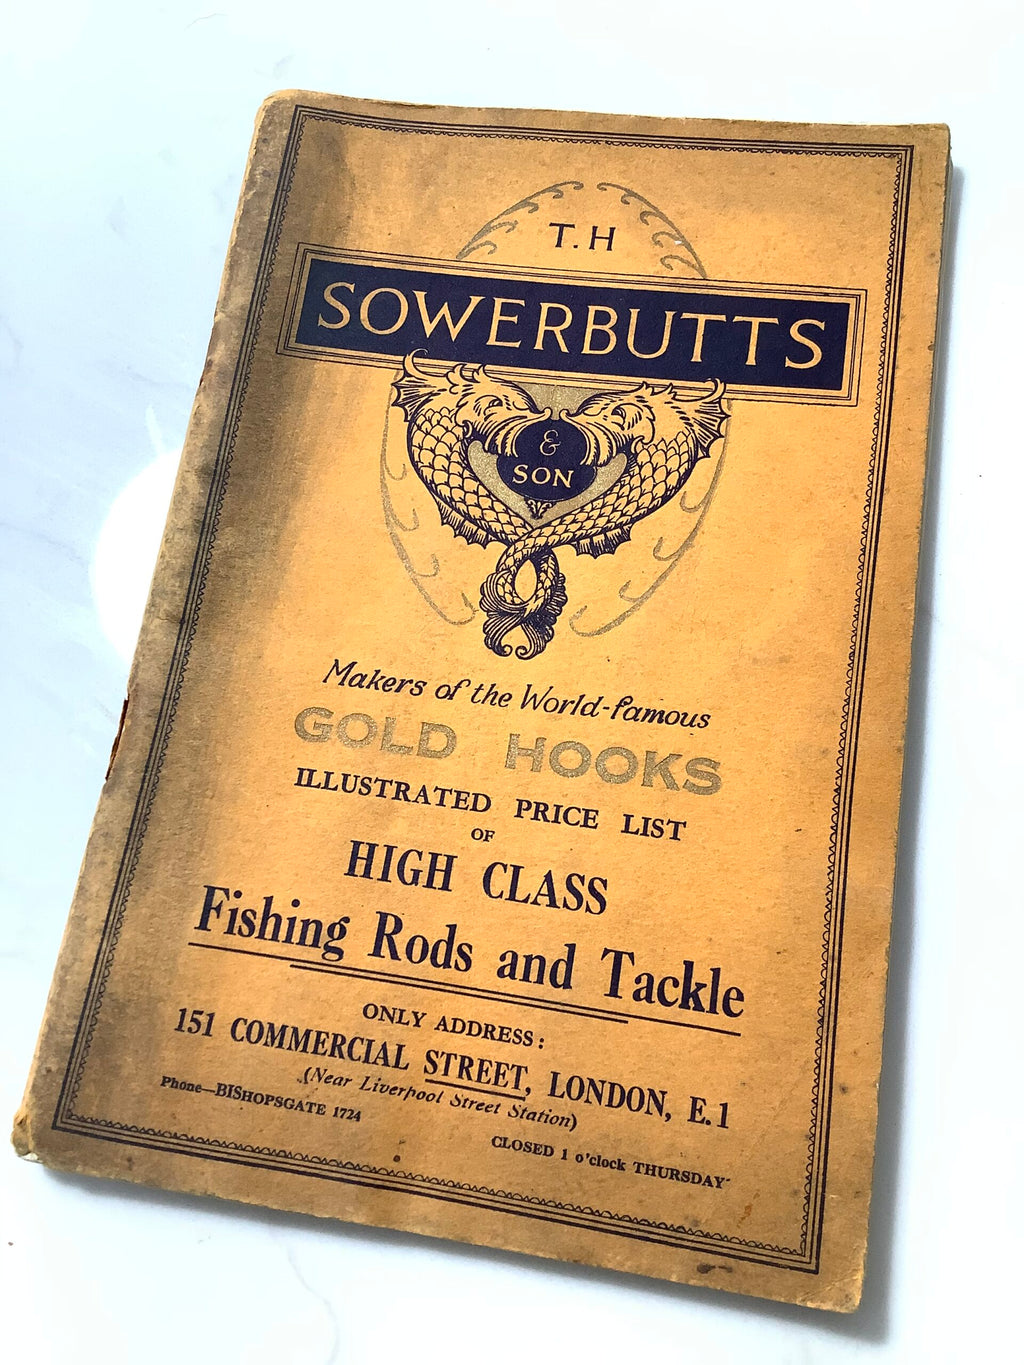 T. H
SOWERBUTTS
&
SON
Makers of the World-famous
GOLD HOOKS
ILLUSTRATED PRICE LIST
OF
HIGH CLASS
Fishing Rods and Tackle
ONLY ADDRESS:
151 COMMERCIAL STREET, LONDON, E.1
(Near Liverpool Street Station)
Phone—BISHOPSGATE 1724
CLOSED 1 o'clock THURSDAY